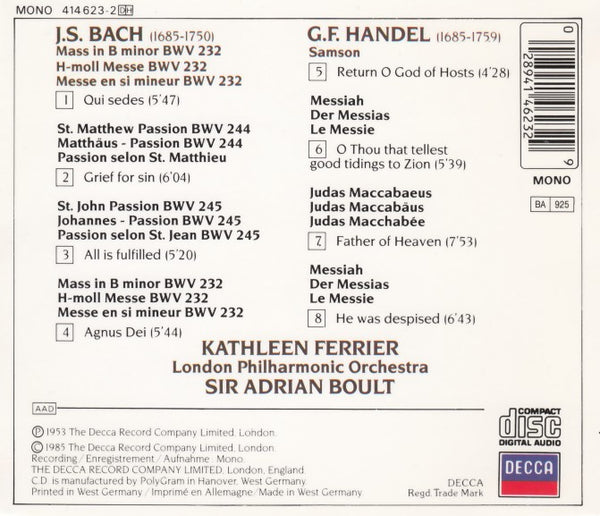 MONO 414 623-2 DH
J.S. BACH (1685-1750)
Mass in B minor BWV 232
H-moll Messe BWV 232
Messe en si mineur BWV 232
1 Qui sedes (5'47)
St. Matthew Passion BWV 244
Matthäus - Passion BWV 244
Passion selon St. Matthieu
2 Grief for sin (6'04)
St. John Passion BWV 245
Johannes - Passion BWV 245
Passion selon St. Jean BWV 245
3 All is fulfilled (5'20)
Mass in B minor BWV 232
H-moll Messe BWV 232
Messe en si mineur BWV 232
4 Agnus Dei (5'44)
G.F. HANDEL (1685-1759)
Samson
5 Return O God of Hosts (4'28)
Messiah
Der Messias
Le Messie
6 O Thou that tellest
good tidings to Zion (5'39)
Judas Maccabaeus
Judas Maccabäus
Judas Macchabée
7 Father of Heaven (7'53)
Messiah
Der Messias
Le Messie
8 He was despised (6'43)
0 28941 46232 9
MONO
BA 925
KATHLEEN FERRIER
London Philharmonic Orchestra
SIR ADRIAN BOULT
AAD
Ⓟ 1953 The Decca Record Company Limited, London.
© 1985 The Decca Record Company Limited, London.
Recording / Enregistrement / Aufnahme: Mono.
THE DECCA RECORD COMPANY LIMITED, London, England.
C.D. is manufactured by PolyGram in Hanover, West Germany.
Printed in West Germany / Imprimé en Allemagne / Made in West Germany.
COMPACT
disc
DIGITAL AUDIO
DECCA
DECCA
Regd. Trade Mark